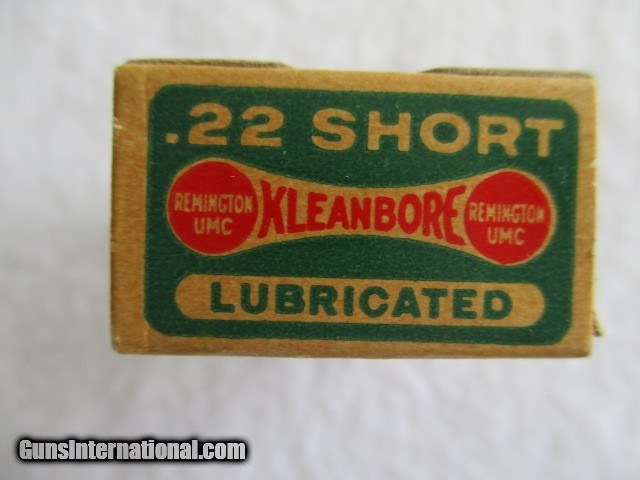 .22 SHORT
REMINGTON
UMC
KLEANBORE
REMINGTON
UMC
LUBRICATED
GunsInternational.com